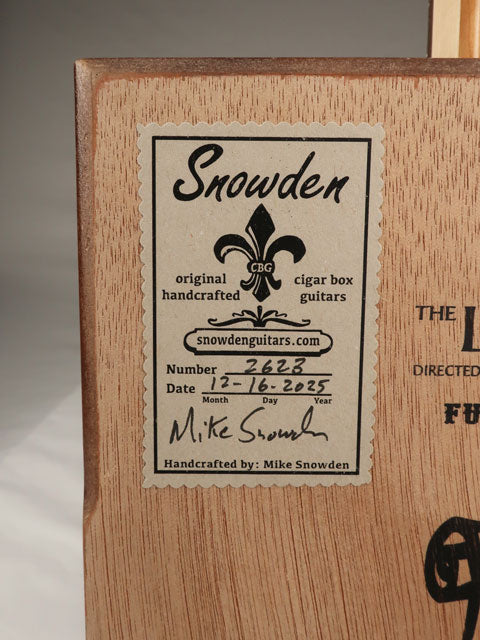 Snowden
CBG
original cigar box
handcrafted guitars
snowdenguitars.com
Number 2623
Date 12-16-2025
Month Day Year
Mike Snowden
Handcrafted by: Mike Snowden
THE L
DIRECTED
FU